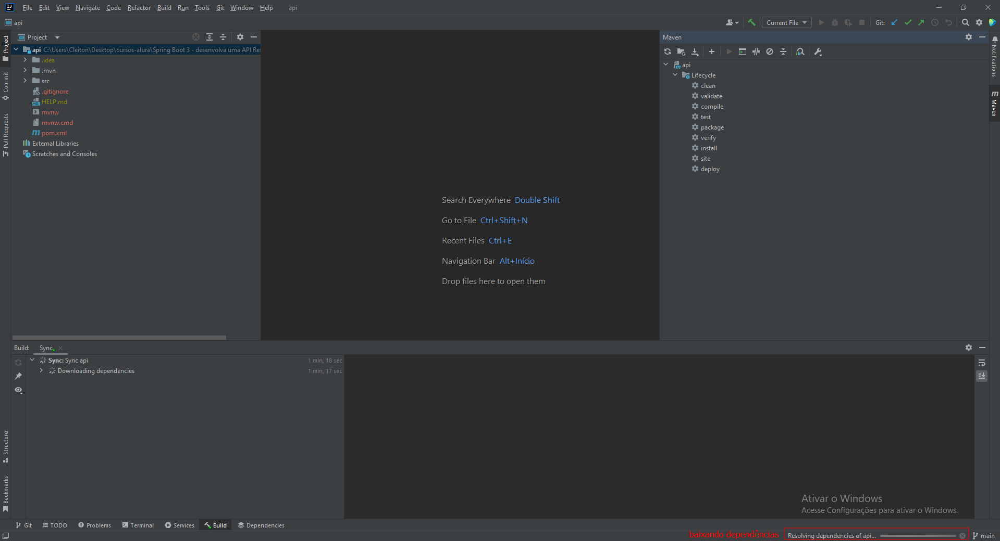 File Edit View Navigate Code Refactor Build Run Tools Git Window Help api
api
Current File
Git:
Project
Maven
api C:\Users\Cleiton\Desktop\cursos-alura\Spring Boot 3 - desenvolva uma API Res
.idea
.mvn
src
.gitignore
HELP.md
mvnw
mvnw.cmd
pom.xml
External Libraries
Scratches and Consoles
Project
Commit
Pull Requests
Structure
Bookmarks
Search Everywhere Double Shift
Go to File Ctrl+Shift+N
Recent Files Ctrl+E
Navigation Bar Alt+Início
Drop files here to open them
api
Lifecycle
clean
validate
compile
test
package
verify
install
site
deploy
Notifications
Maven
Build: Sync
Sync: Sync api 1 min, 18 sec
Downloading dependencies 1 min, 17 sec
Ativar o Windows
Acesse Configurações para ativar o Windows.
Git TODO Problems Terminal Services Build Dependencies
baixando dependências Resolving dependencies of api... main